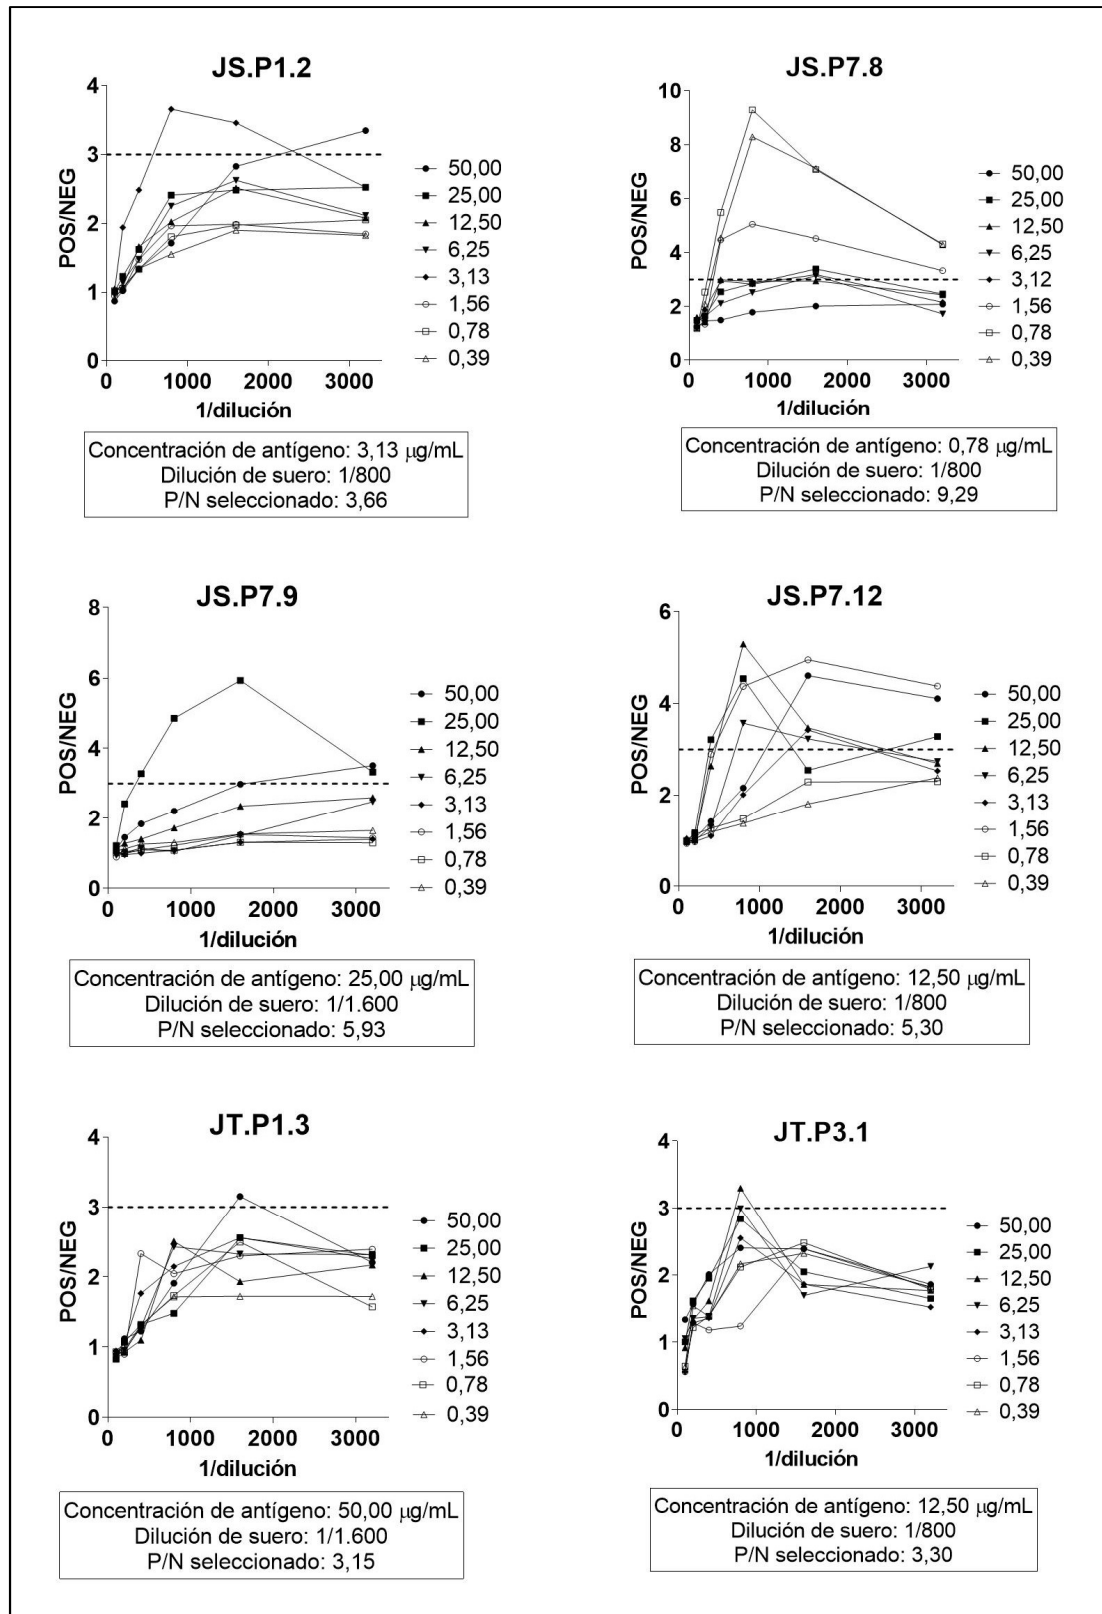 JS.P1.2
4
3
2
1
0
POS/NEG
0 1000 2000 3000
1/dilución
50,00
25,00
12,50
6,25
3,13
1,56
0,78
0,39
Concentración de antígeno: 3,13 µg/mL
Dilución de suero: 1/800
P/N seleccionado: 3,66
JS.P7.8
10
8
6
4
2
0
POS/NEG
0 1000 2000 3000
1/dilución
50,00
25,00
12,50
6,25
3,12
1,56
0,78
0,39
Concentración de antígeno: 0,78 µg/mL
Dilución de suero: 1/800
P/N seleccionado: 9,29
JS.P7.9
8
6
4
2
0
POS/NEG
0 1000 2000 3000
1/dilución
50,00
25,00
12,50
6,25
3,13
1,56
0,78
0,39
Concentración de antígeno: 25,00 µg/mL
Dilución de suero: 1/1.600
P/N seleccionado: 5,93
JS.P7.12
6
4
2
0
POS/NEG
0 1000 2000 3000
1/dilución
50,00
25,00
12,50
6,25
3,13
1,56
0,78
0,39
Concentración de antígeno: 12,50 µg/mL
Dilución de suero: 1/800
P/N seleccionado: 5,30
JT.P1.3
4
3
2
1
0
POS/NEG
0 1000 2000 3000
1/dilución
50,00
25,00
12,50
6,25
3,13
1,56
0,78
0,39
Concentración de antígeno: 50,00 µg/mL
Dilución de suero: 1/1.600
P/N seleccionado: 3,15
JT.P3.1
4
3
2
1
0
POS/NEG
0 1000 2000 3000
1/dilución
50,00
25,00
12,50
6,25
3,13
1,56
0,78
0,39
Concentración de antígeno: 12,50 µg/mL
Dilución de suero: 1/800
P/N seleccionado: 3,30